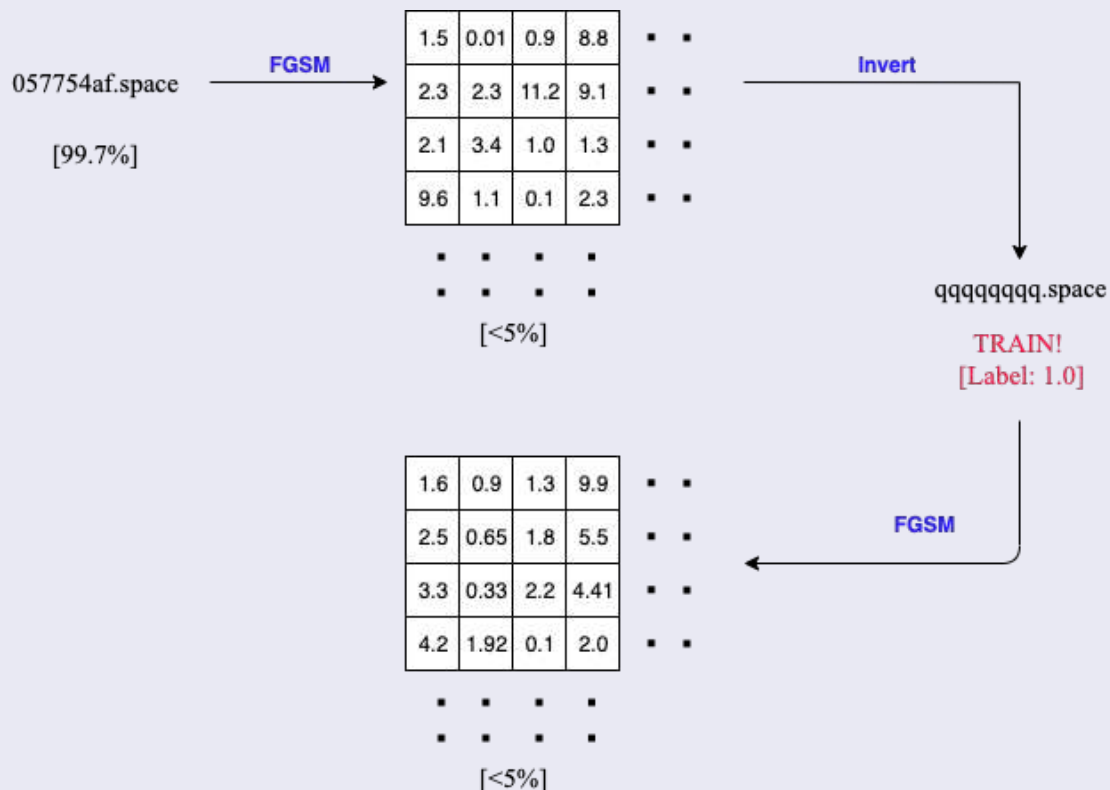 1.5 0.01 0.9 8.8
FGSM
Invert
057754af.space
2.3 2.3 11.2 9.1
[99.7%]
2.1 3.4 1.0 1.3
9.6 1.1 0.1 2.3
[<5%]
qqqqqqqq.space
TRAIN!
[Label: 1.0]
1.6 0.9 1.3 9.9
FGSM
2.5 0.65 1.8 5.5
3.3 0.33 2.2 4.41
4.2 1.92 0.1 2.0
[<5%]